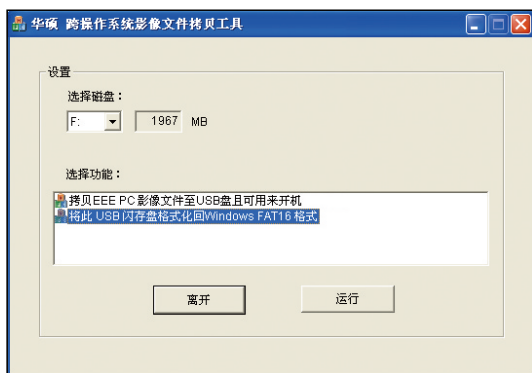 华硕 跨操作系统影像文件拷贝工具
设置
选择磁盘：
F: 1967 MB
选择功能：
拷贝EEE PC 影像文件至USB盘且可用来开机
将此 USB 闪存盘格式化回Windows FAT16 格式
离开 运行